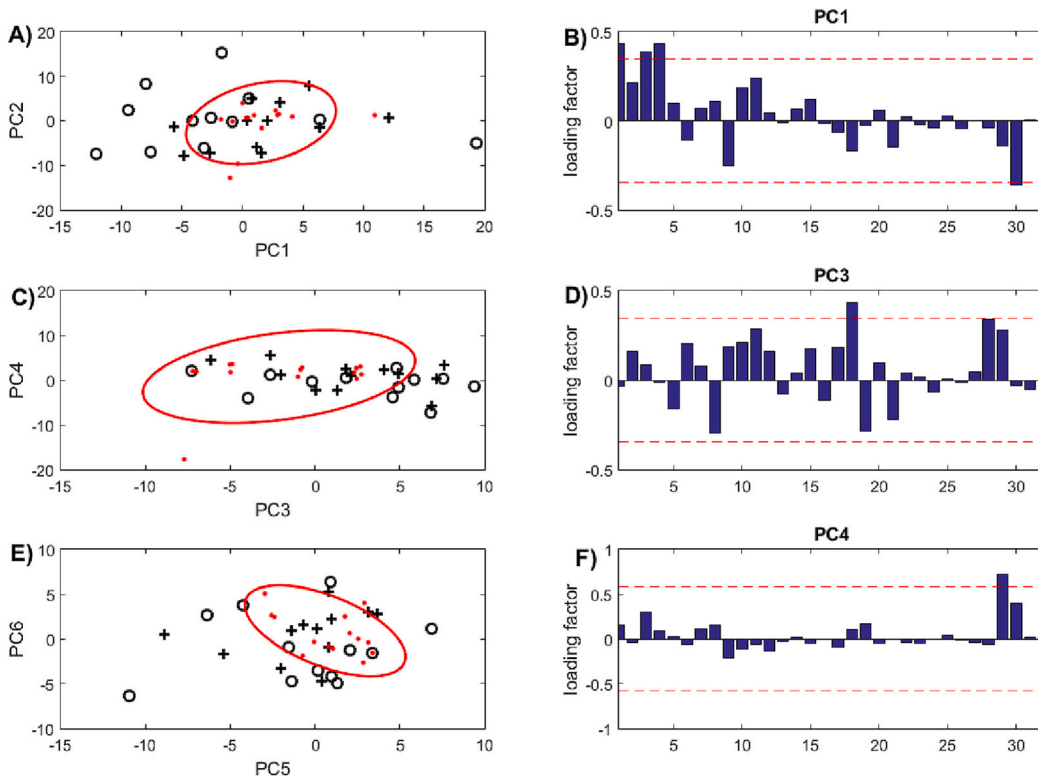 A)
20
10
0
-10
-20
PC2
-15 -10 -5 0 5 10 15 20
PC1
B)
PC1
0.5
0
-0.5
loading factor
5 10 15 20 25 30
C)
20
10
0
-10
-20
PC4
-15 -10 -5 0 5 10
PC3
D)
PC3
0.5
0
-0.5
loading factor
5 10 15 20 25 30
E)
10
5
0
-5
-10
PC6
-15 -10 -5 0 5 10
PC5
F)
PC4
1
0.5
0
-0.5
-1
loading factor
5 10 15 20 25 30